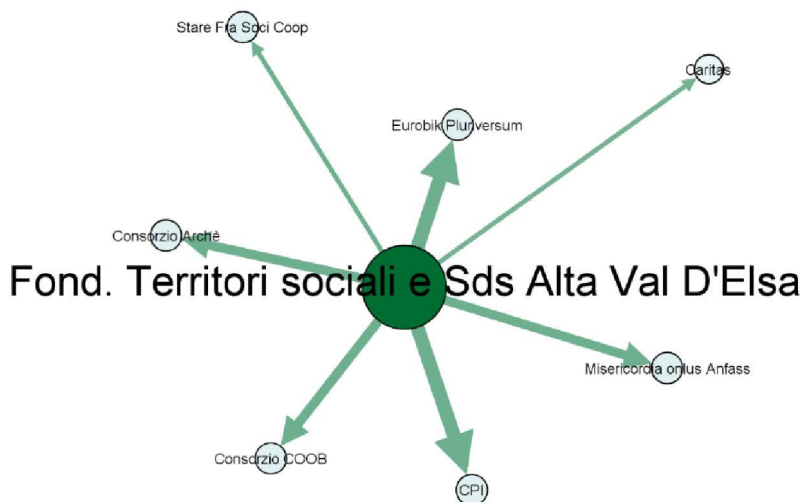 Stare Fra Soci Coop
Caritas
Eurobik Pluriversum
Consorzio Archè
Fond. Territori sociali e Sds Alta Val D'Elsa
Misericordia onlus Anfass
Consorzio COOB
CPI